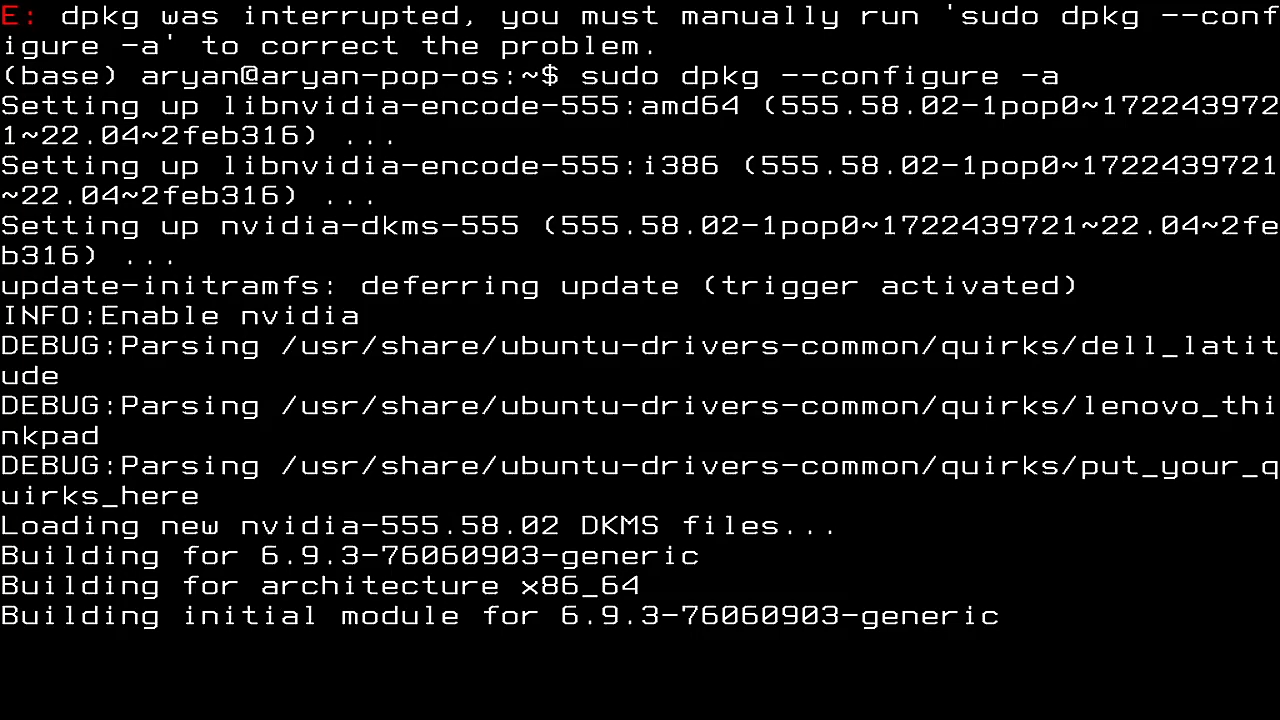 E: dpkg was interrupted, you must manually run 'sudo dpkg --conf
igure -a' to correct the problem.
(base) aryan@aryan-pop-os:~$ sudo dpkg --configure -a
Setting up libnvidia-encode-555:amd64 (555.58.02-1pop0~172243972
1~22.04~2feb316) ...
Setting up libnvidia-encode-555:i386 (555.58.02-1pop0~1722439721
~22.04~2feb316) ...
Setting up nvidia-dkms-555 (555.58.02-1pop0~1722439721~22.04~2fe
b316) ...
update-initramfs: deferring update (trigger activated)
INFO:Enable nvidia
DEBUG:Parsing /usr/share/ubuntu-drivers-common/quirks/dell_latit
ude
DEBUG:Parsing /usr/share/ubuntu-drivers-common/quirks/lenovo_thi
nkpad
DEBUG:Parsing /usr/share/ubuntu-drivers-common/quirks/put_your_q
uirks_here
Loading new nvidia-555.58.02 DKMS files...
Building for 6.9.3-76060903-generic
Building for architecture x86_64
Building initial module for 6.9.3-76060903-generic